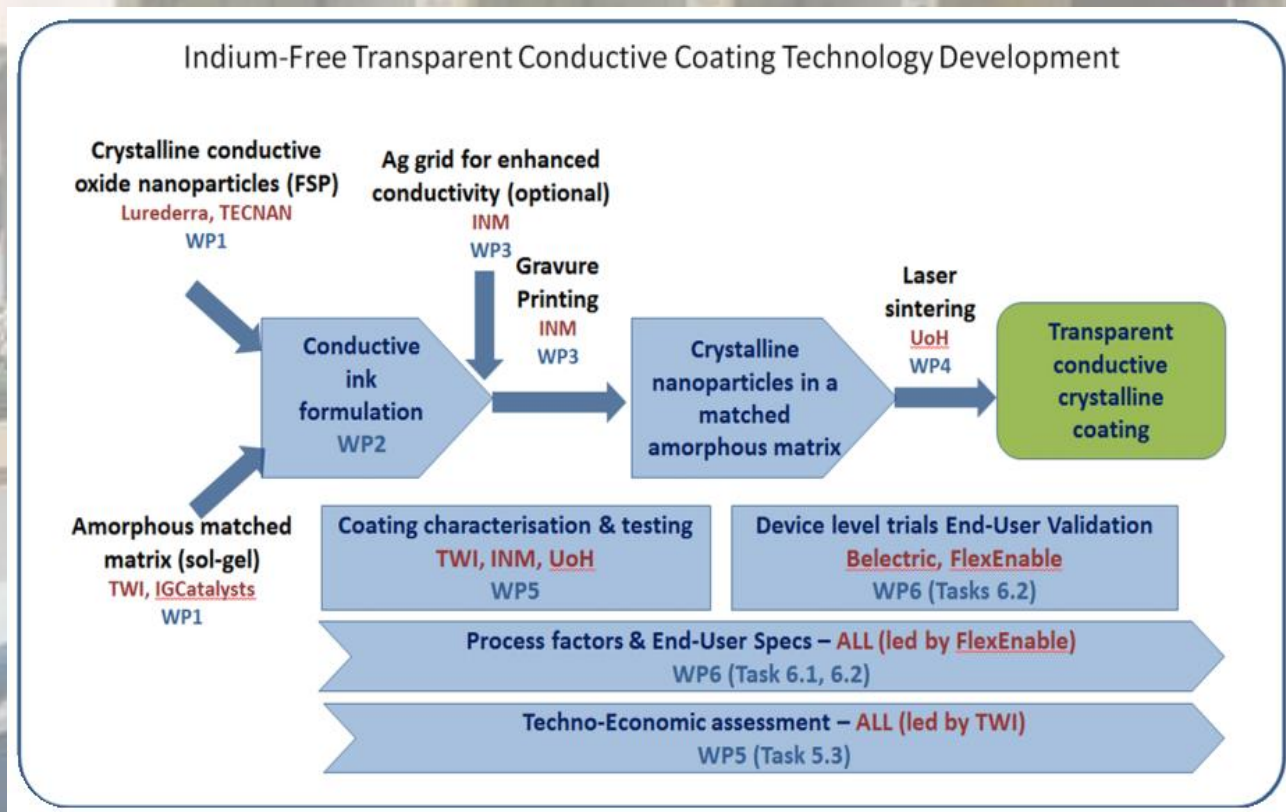 Indium-Free Transparent Conductive Coating Technology Development
Crystalline conductive
oxide nanoparticles (FSP)
Lurederra, TECNAN
WP1
Ag grid for enhanced
conductivity (optional)
INM
WP3
Gravure
Printing
INM
WP3
Laser
sintering
UoH
WP4
Conductive
ink
formulation
WP2
Crystalline
nanoparticles in a
matched
amorphous matrix
Transparent
conductive
crystalline
coating
Amorphous matched
matrix (sol-gel)
TWI, IGCatalysts
WP1
Coating characterisation & testing
TWI, INM, UoH
WP5
Device level trials End-User Validation
Belectric, FlexEnable
WP6 (Tasks 6.2)
Process factors & End-User Specs – ALL (led by FlexEnable)
WP6 (Task 6.1, 6.2)
Techno-Economic assessment – ALL (led by TWI)
WP5 (Task 5.3)